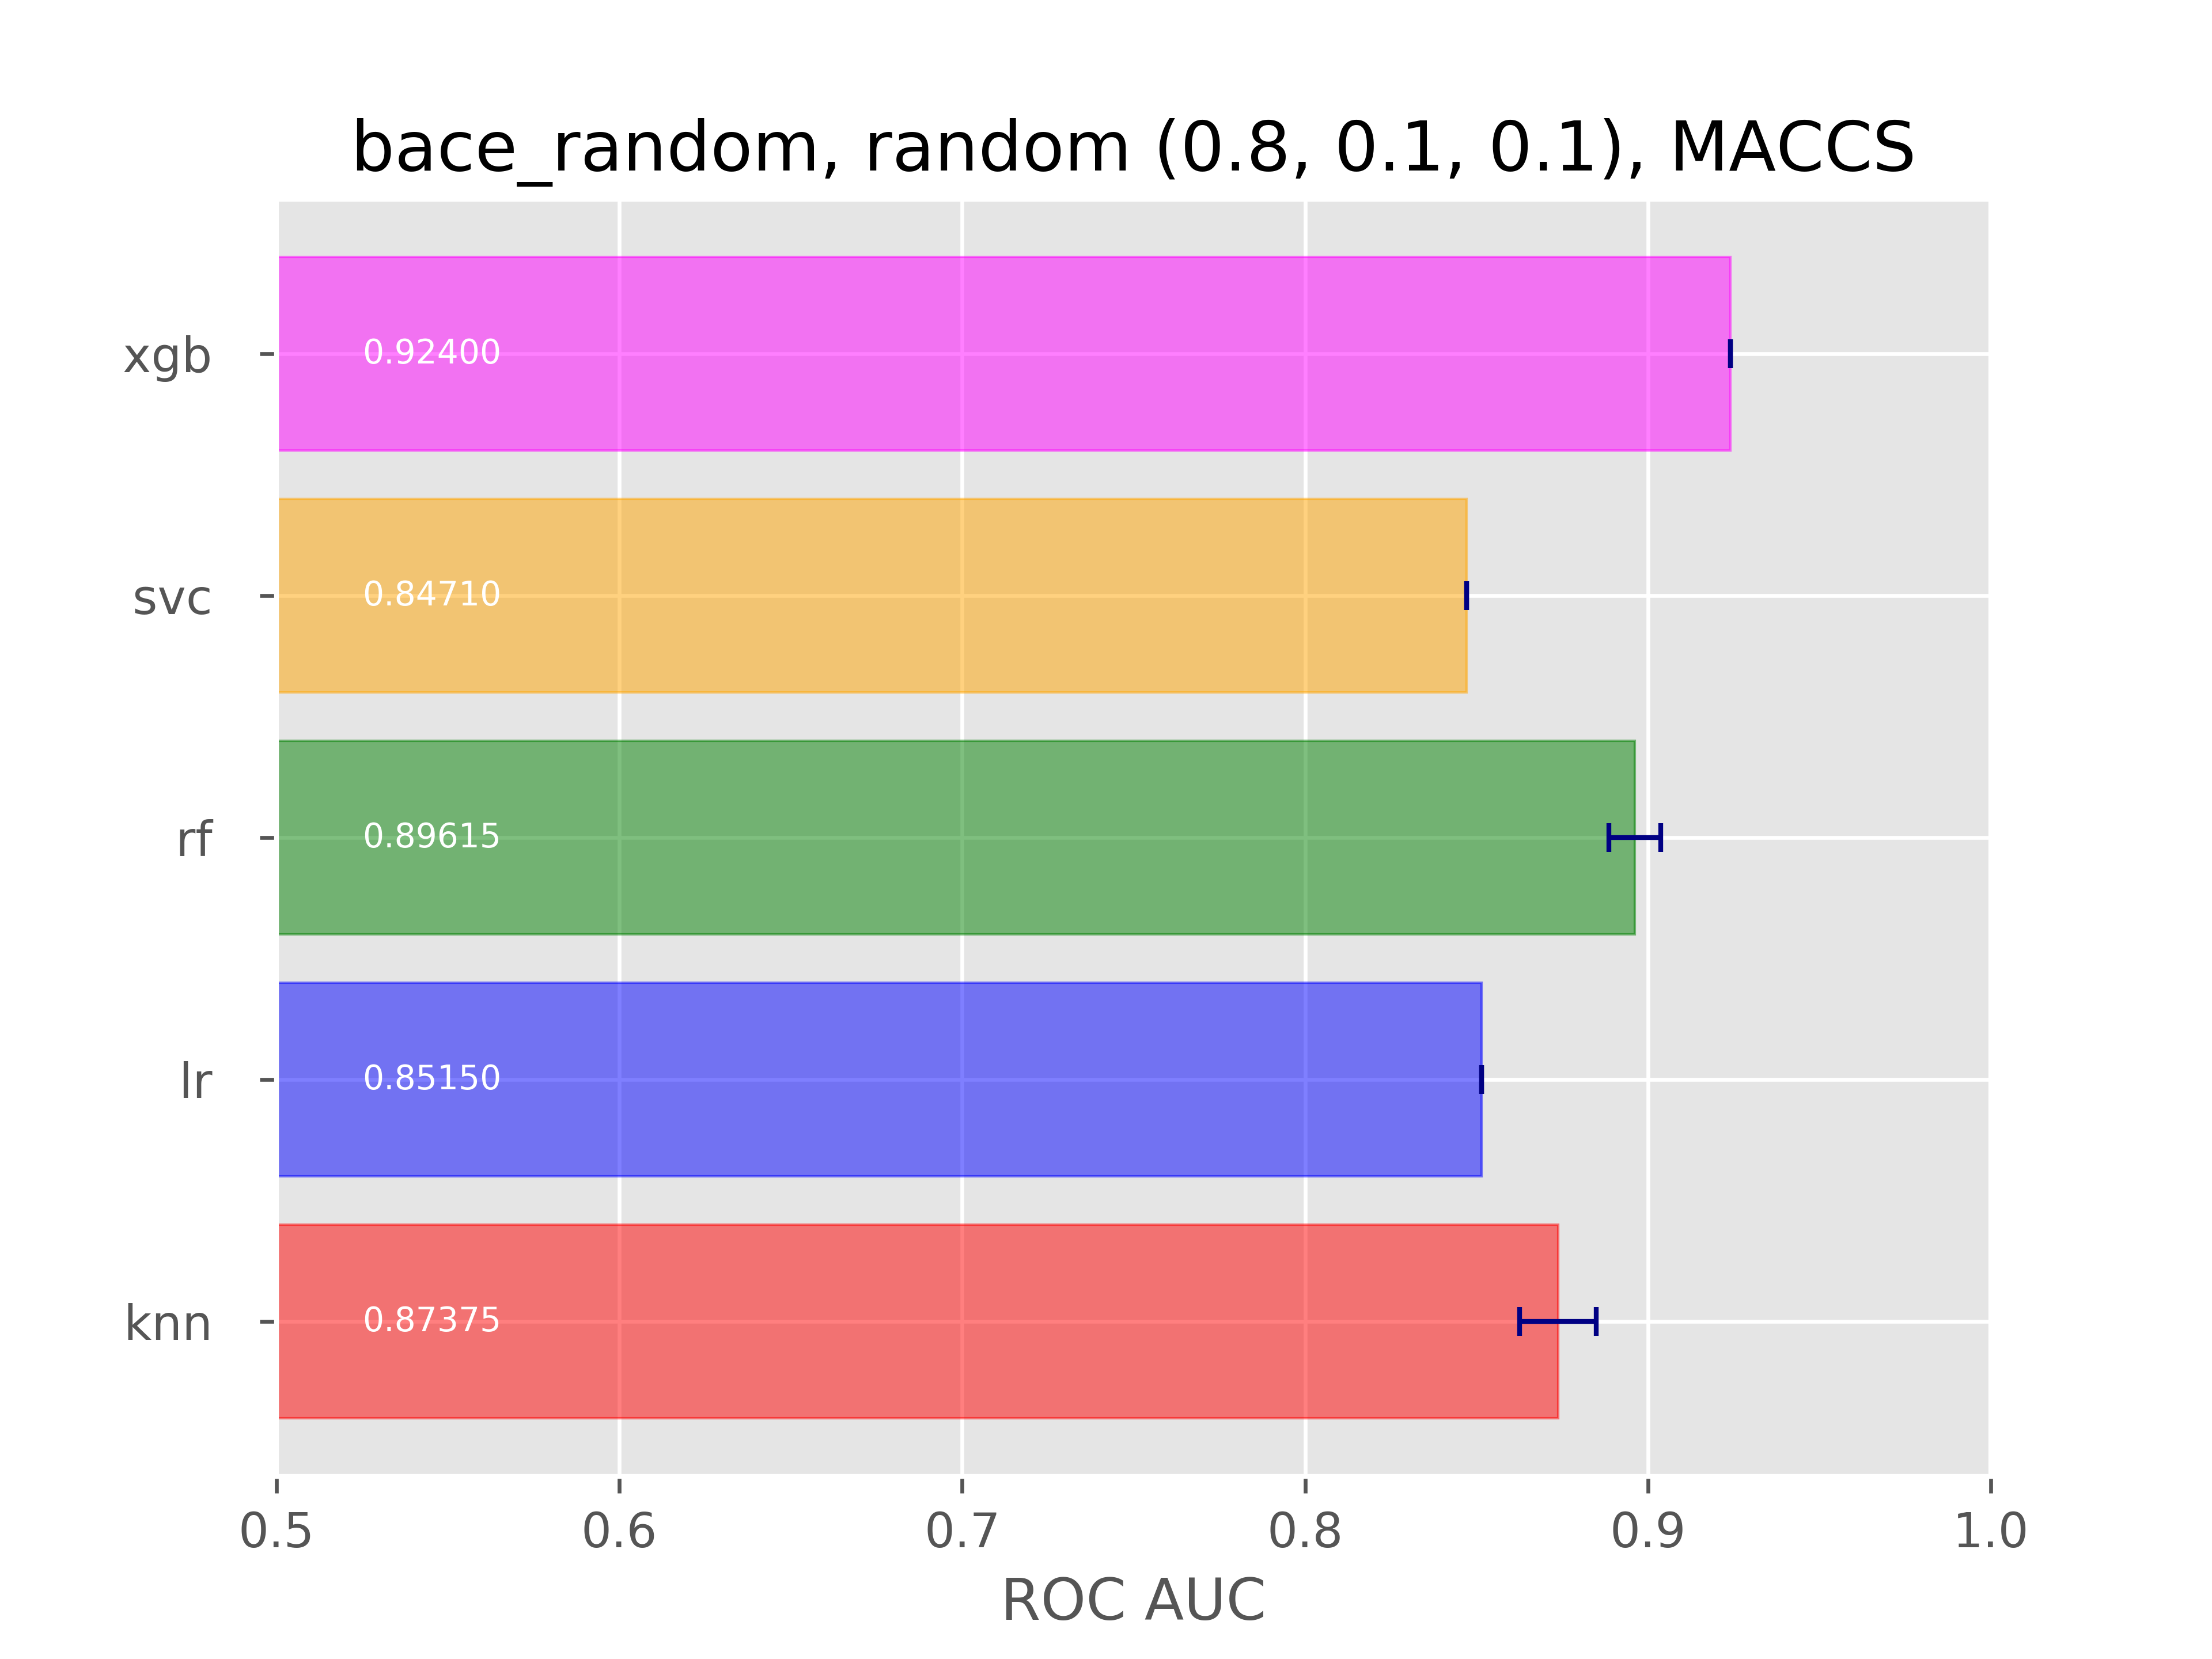 bace_random, random (0.8, 0.1, 0.1), MACCS
xgb
0.92400
svc
0.84710
rf
0.89615
lr
0.85150
knn
0.87375
0.5 0.6 0.7 0.8 0.9 1.0
ROC AUC